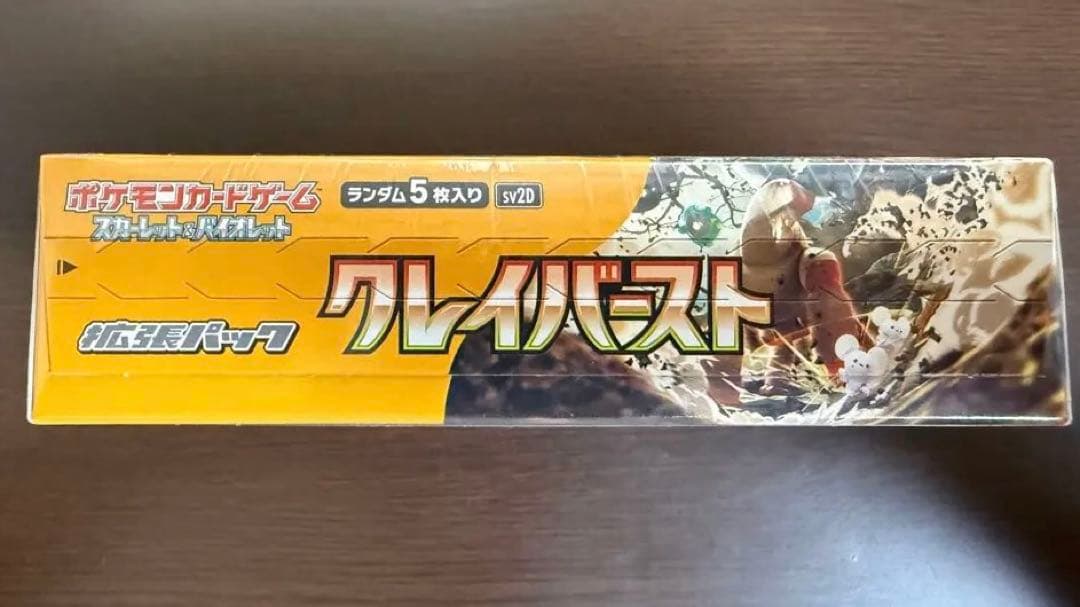 ポケモンカードゲーム
スカーレット&バイオレット
ランダム5枚入り sv2D
クレイバースト
拡張パック